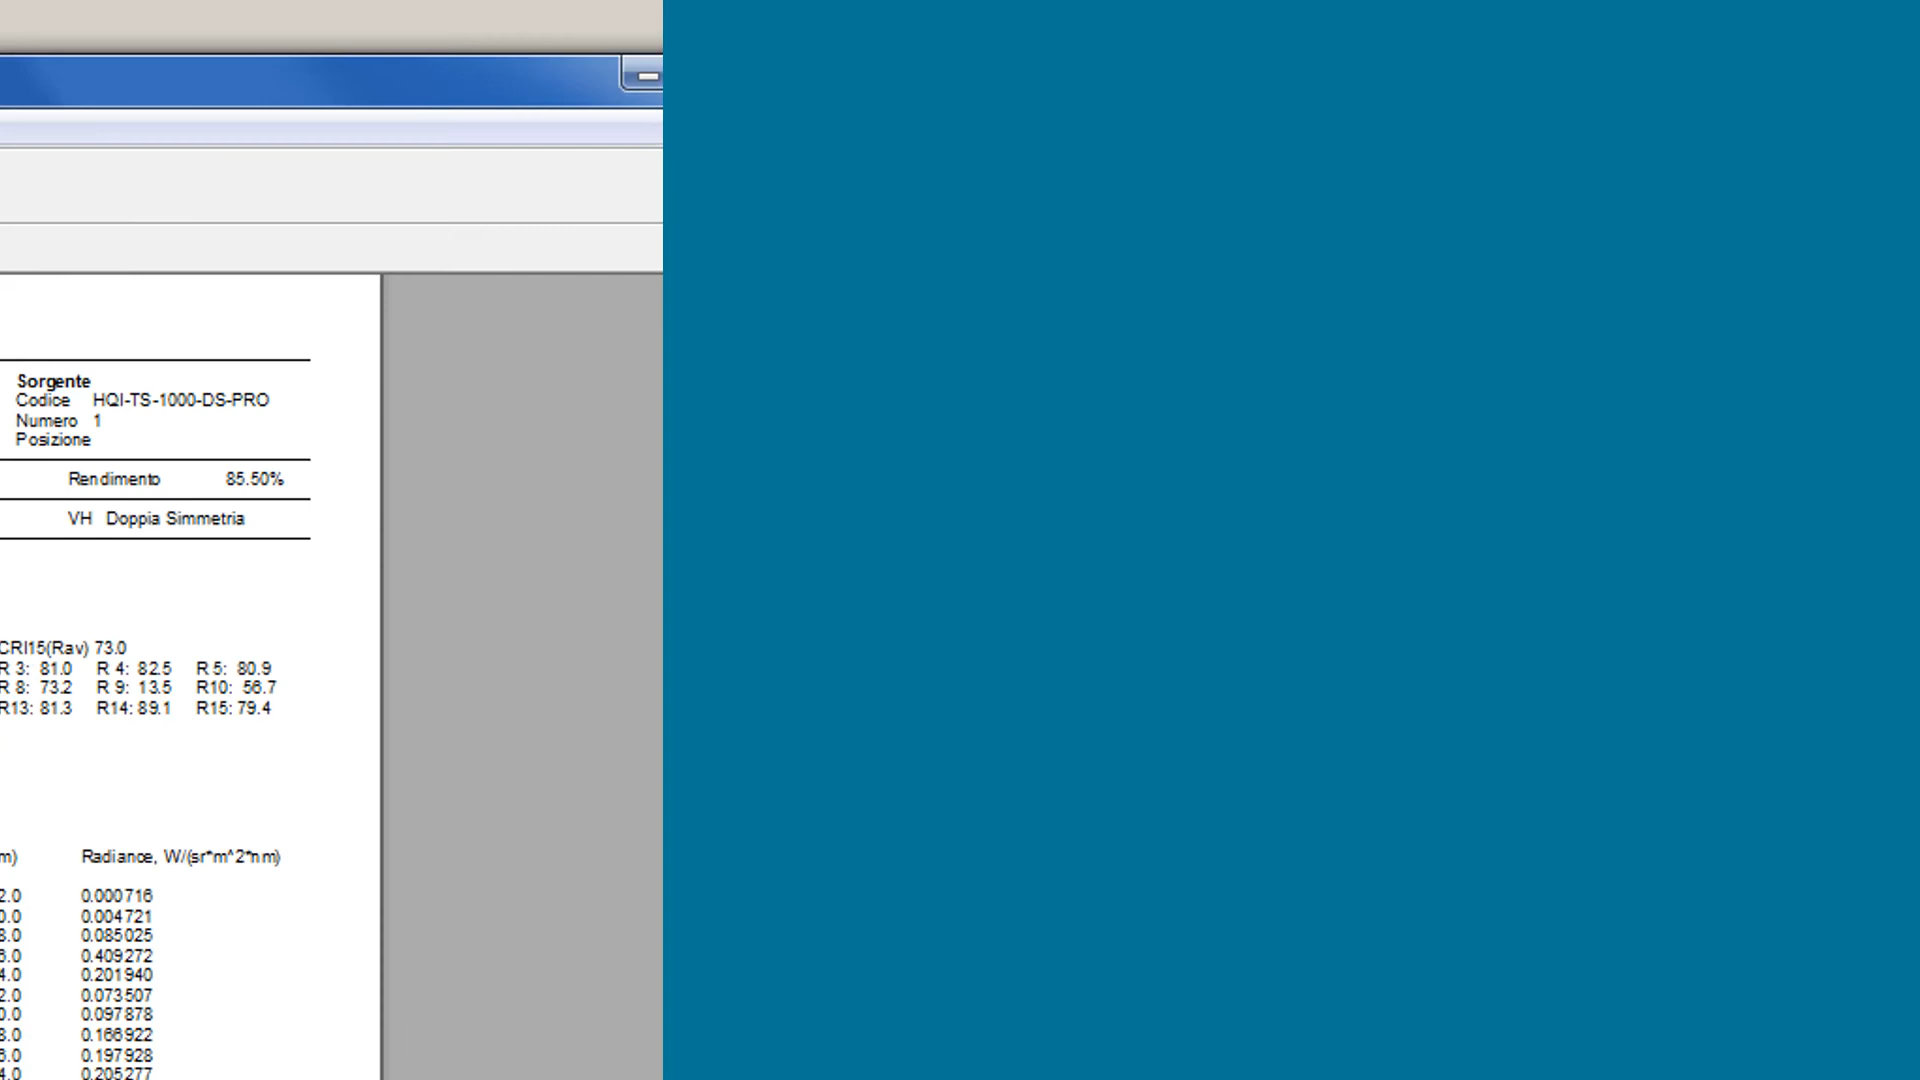 Sorgente
Codice HQI-TS-1000-DS-PRO
Numero 1
Posizione
Rendimento 85.50%
VH Doppia Simmetria
CRI15(Rav) 73.0
R 3: 81.0 R 4: 82.5 R 5: 80.9
R 8: 73.2 R 9: 13.5 R10: 56.7
R13: 81.3 R14: 89.1 R15: 79.4
m) Radiance, W/(sr*m^2*nm)
2.0 0.000716
0.0 0.004721
8.0 0.085025
6.0 0.409272
4.0 0.201940
2.0 0.073507
0.0 0.097878
8.0 0.166922
6.0 0.197928
4.0 0.205277